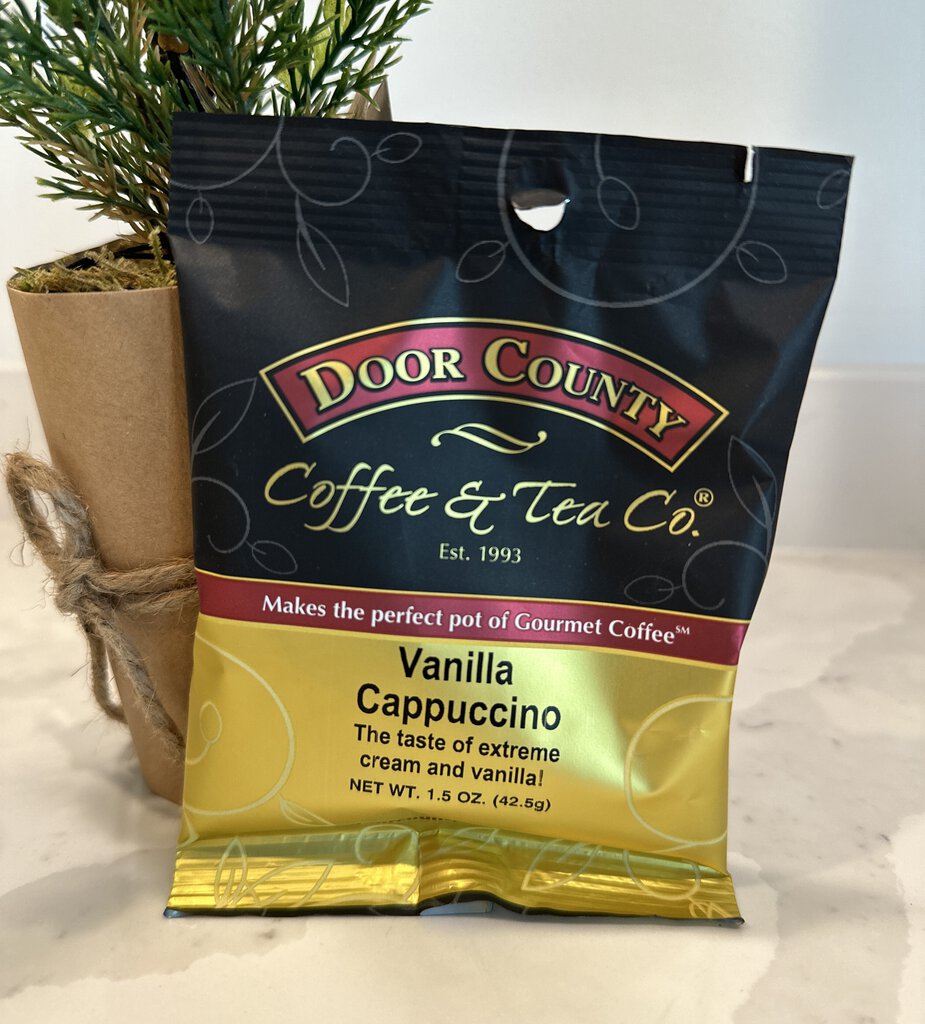 DOOR COUNTY
Coffee & Tea Co.®
Est. 1993
Makes the perfect pot of Gourmet Coffee℠
Vanilla
Cappuccino
The taste of extreme
cream and vanilla!
NET WT. 1.5 OZ. (42.5g)